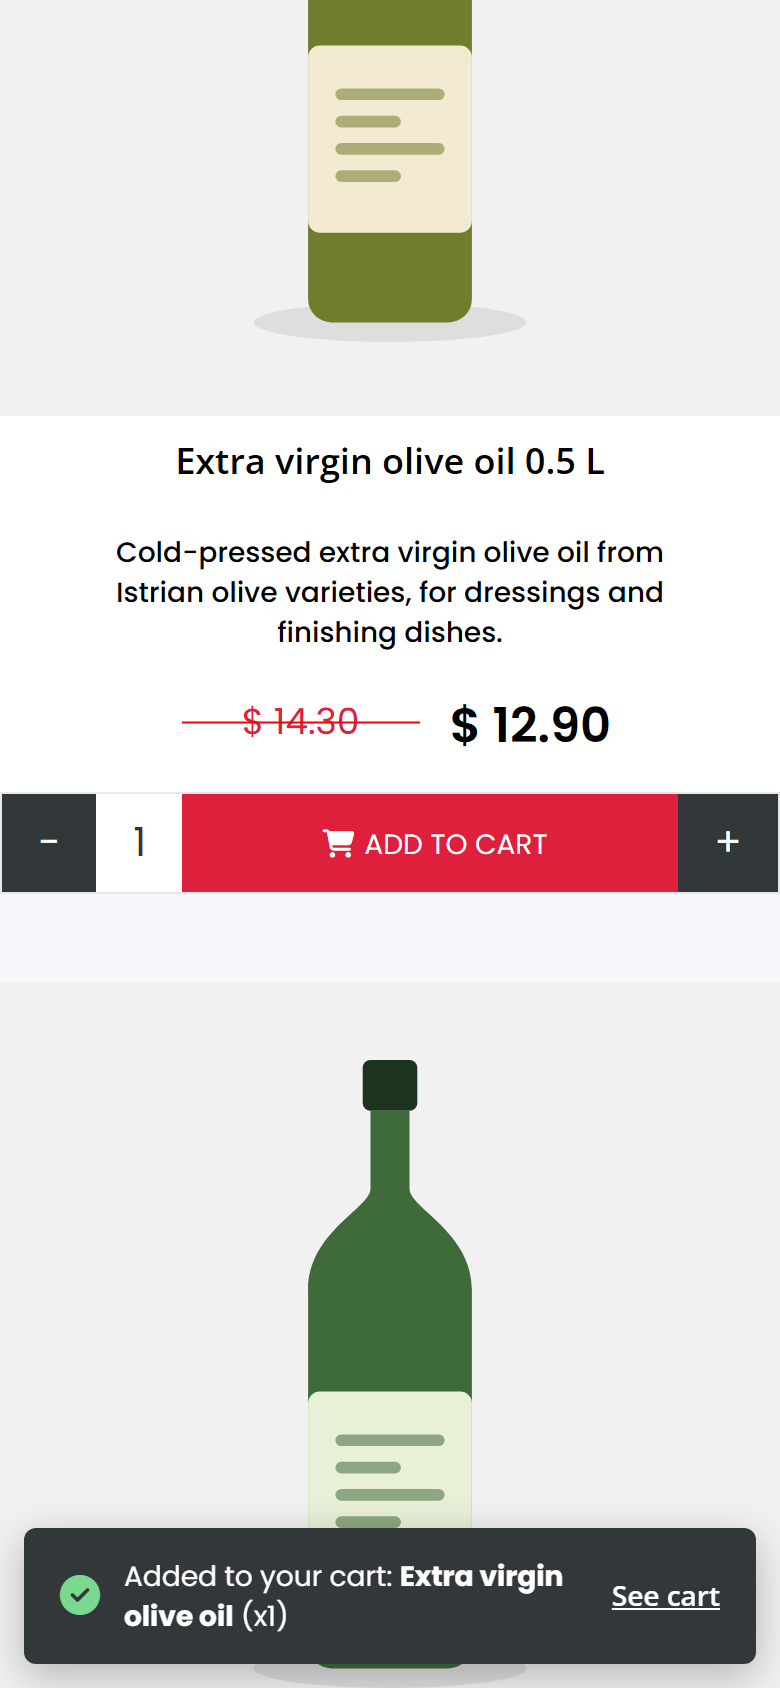 Extra virgin olive oil 0.5 L
Cold-pressed extra virgin olive oil from
Istrian olive varieties, for dressings and
finishing dishes.
$ 14.30 $ 12.90
- 1 ADD TO CART +
Added to your cart: Extra virgin
olive oil (x1)
See cart